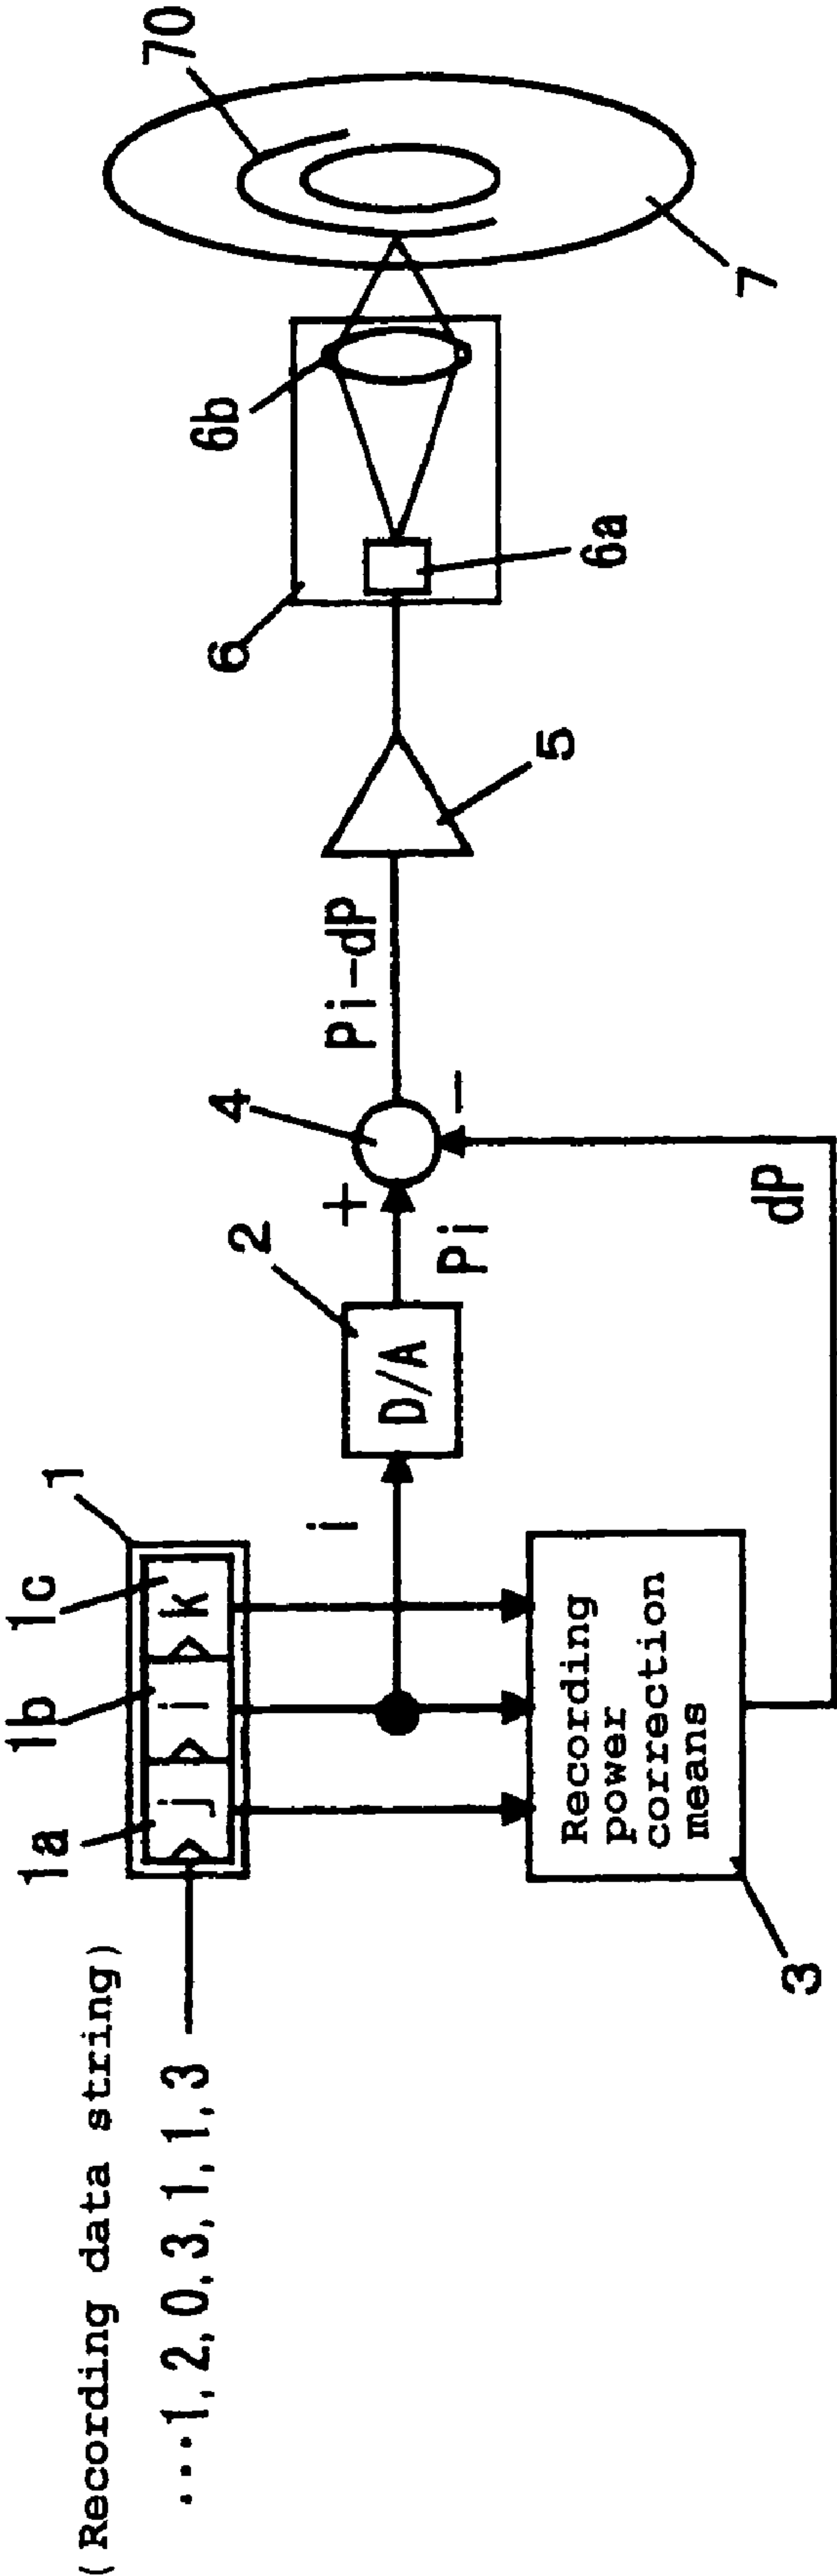 (Recording data string)
···1, 2, 0, 3, 1, 1, 3
1a
1b
1c
1
j
i
k
i
2
D/A
Pi
+
4
−
Pi-dP
5
6
6a
6b
70
7
Recording
power
correction
means
3
dP